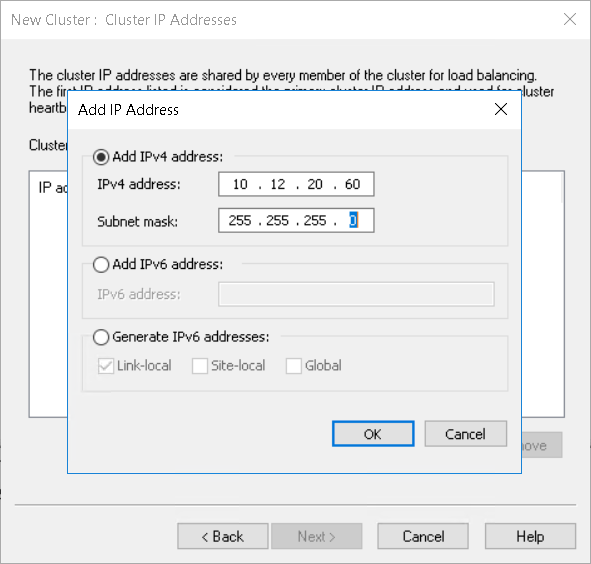 New Cluster : Cluster IP Addresses
The cluster IP addresses are shared by every member of the cluster for load balancing.
The first IP address listed is considered the primary cluster IP address and used for cluster
heartb
Add IP Address
Cluster
IP ad
Add IPv4 address:
IPv4 address: 10 . 12 . 20 . 60
Subnet mask: 255 . 255 . 255 . 0
Add IPv6 address:
IPv6 address:
Generate IPv6 addresses:
Link-local Site-local Global
OK Cancel
ove
< Back Next > Cancel Help